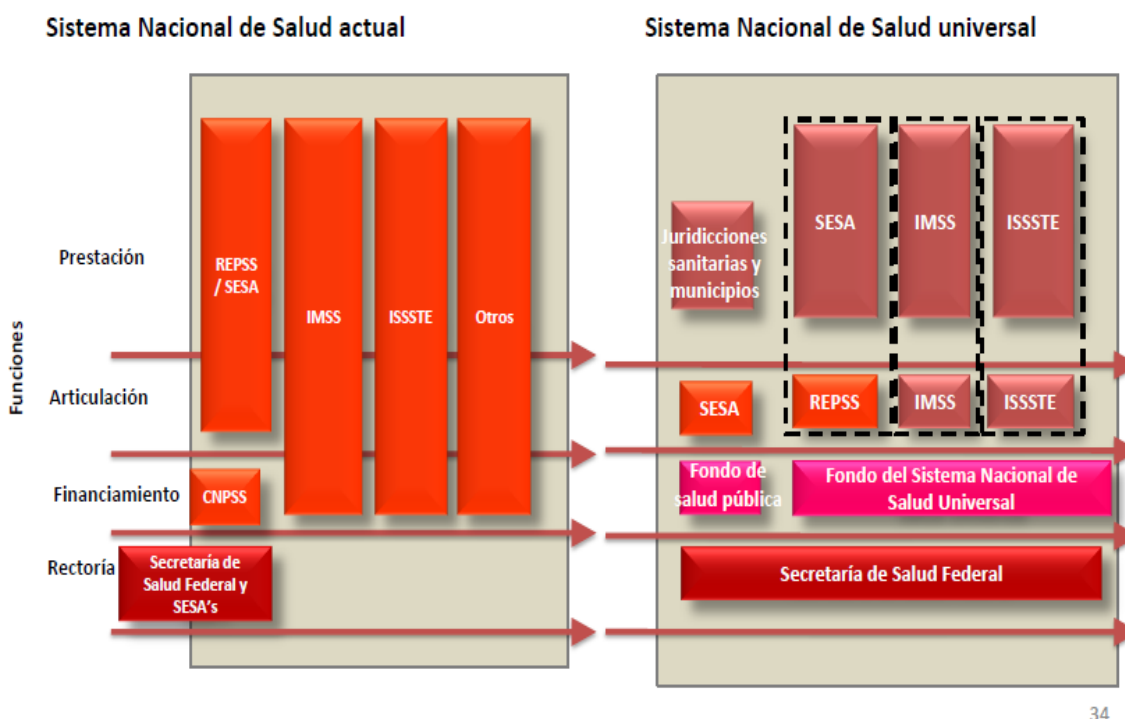 Sistema Nacional de Salud actual
Sistema Nacional de Salud universal
Funciones
Prestación
Articulación
Financiamiento
Rectoría
REPSS
/ SESA
IMSS
ISSSTE
Otros
CNPSS
Secretaría de
Salud Federal y
SESA's
Juridicciones
sanitarias y
municipios
SESA
IMSS
ISSSTE
SESA
REPSS
IMSS
ISSSTE
Fondo de
salud pública
Fondo del Sistema Nacional de
Salud Universal
Secretaría de Salud Federal
34